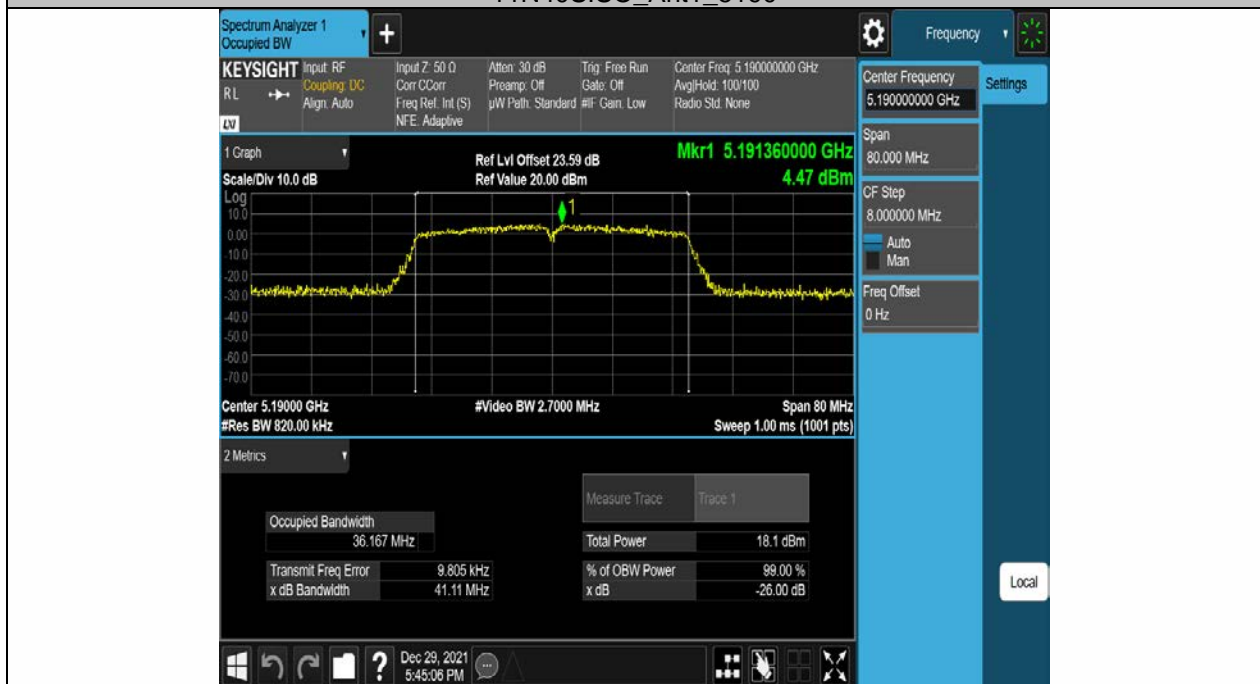 Spectrum Analyzer 1
Occupied BW
+
Frequency
KEYSIGHT
RL
LXI
Input: RF
Coupling: DC
Align: Auto
Input Z: 50 Ω
Corr CCorr
Freq Ref: Int (S)
NFE: Adaptive
Atten: 30 dB
Preamp: Off
µW Path: Standard
Trig: Free Run
Gate: Off
#IF Gain: Low
Center Freq: 5.190000000 GHz
Avg|Hold: 100/100
Radio Std: None
Center Frequency
5.190000000 GHz
Settings
Span
80.000 MHz
CF Step
8.000000 MHz
Auto
Man
Freq Offset
0 Hz
1 Graph
Scale/Div 10.0 dB
Ref Lvl Offset 23.59 dB
Ref Value 20.00 dBm
Mkr1 5.191360000 GHz
4.47 dBm
Log
10.0
0.00
-10.0
-20.0
-30.0
-40.0
-50.0
-60.0
-70.0
1
Center 5.19000 GHz
#Res BW 820.00 kHz
#Video BW 2.7000 MHz
Span 80 MHz
Sweep 1.00 ms (1001 pts)
2 Metrics
Measure Trace Trace 1
Occupied Bandwidth
36.167 MHz
Total Power 18.1 dBm
Transmit Freq Error 9.805 kHz
% of OBW Power 99.00 %
x dB Bandwidth 41.11 MHz
x dB -26.00 dB
Local
?
Dec 29, 2021
5:45:06 PM